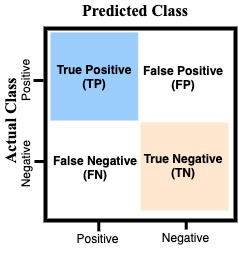 Predicted Class
Actual Class
Positive
Negative
True Positive
(TP)
False Positive
(FP)
False Negative
(FN)
True Negative
(TN)
Positive
Negative